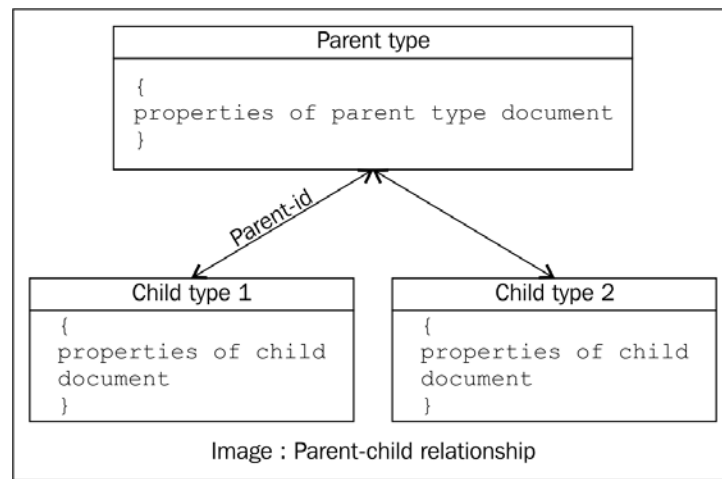 Parent type
{
properties of parent type document
}
Parent-id
Child type 1
{
properties of child
document
}
Child type 2
{
properties of child
document
}
Image : Parent-child relationship